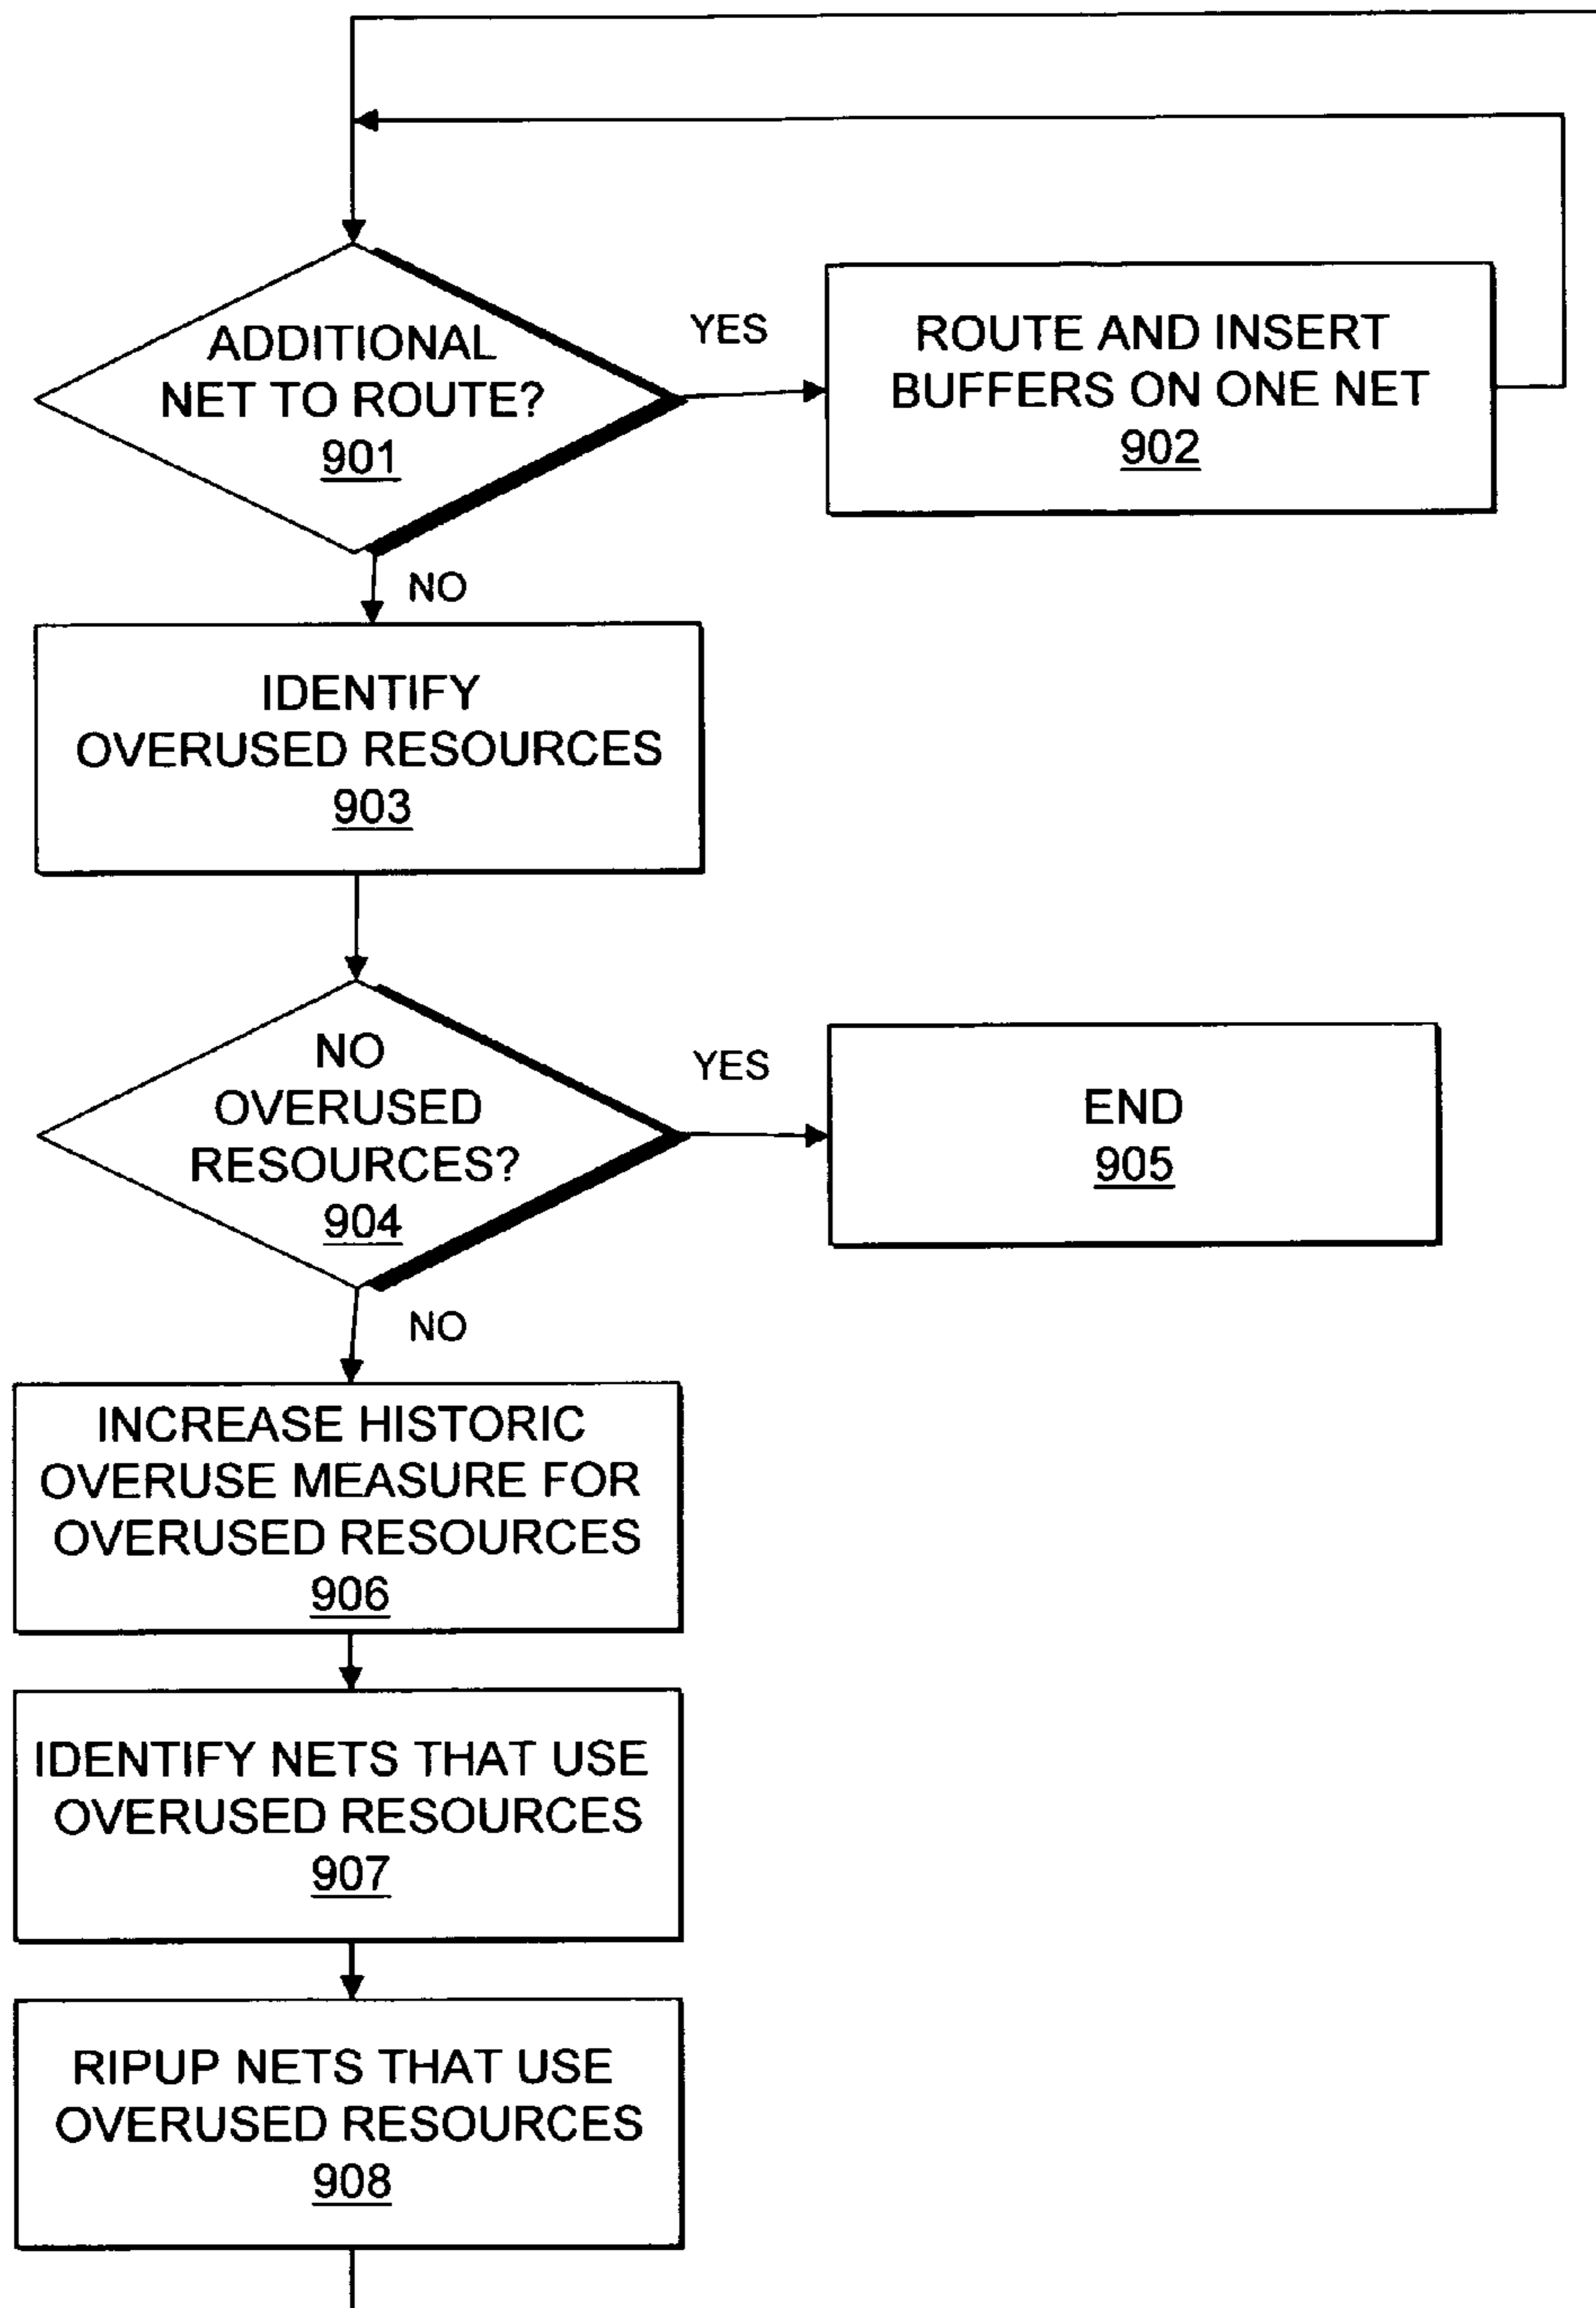 ADDITIONAL
NET TO ROUTE?
901
YES
ROUTE AND INSERT
BUFFERS ON ONE NET
902
NO
IDENTIFY
OVERUSED RESOURCES
903
NO
OVERUSED
RESOURCES?
904
YES
END
905
NO
INCREASE HISTORIC
OVERUSE MEASURE FOR
OVERUSED RESOURCES
906
IDENTIFY NETS THAT USE
OVERUSED RESOURCES
907
RIPUP NETS THAT USE
OVERUSED RESOURCES
908